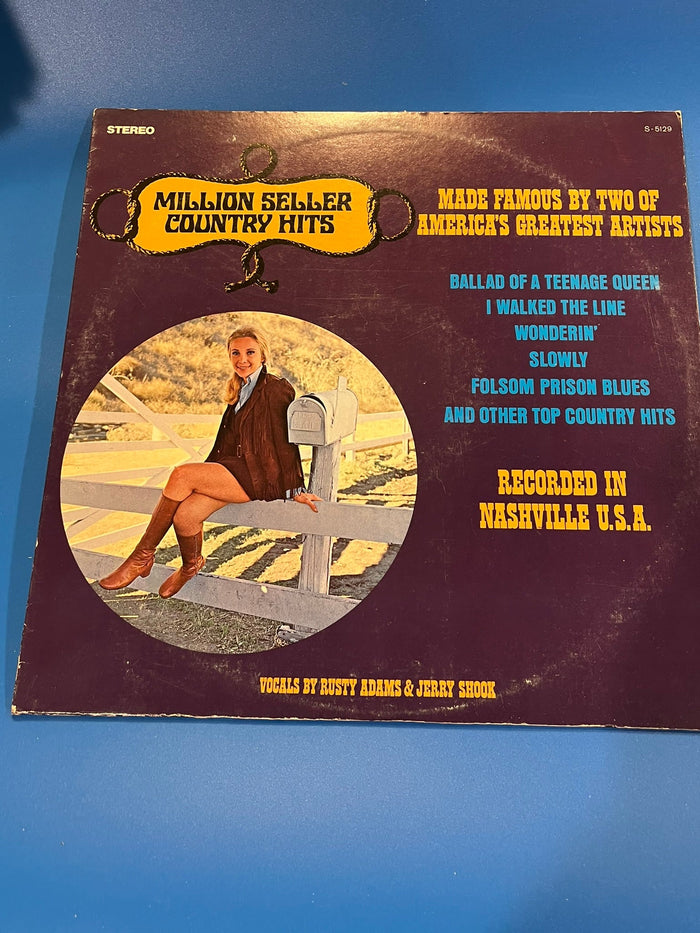 STEREO
S-5129
MILLION SELLER
COUNTRY HITS
MADE FAMOUS BY TWO OF
AMERICA'S GREATEST ARTISTS
BALLAD OF A TEENAGE QUEEN
I WALKED THE LINE
WONDERIN'
SLOWLY
FOLSOM PRISON BLUES
AND OTHER TOP COUNTRY HITS
RECORDED IN
NASHVILLE U.S.A.
VOCALS BY RUSTY ADAMS & JERRY SHOOK